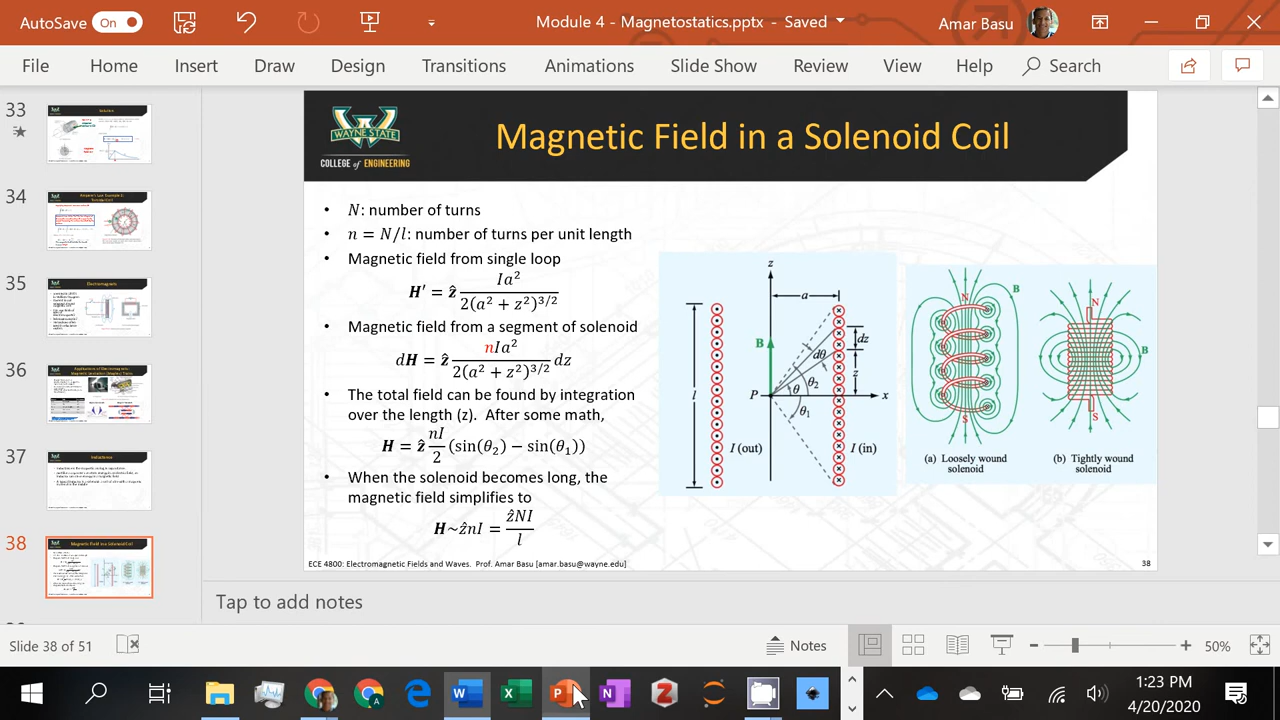 AutoSave On Module 4 - Magnetostatics.pptx - Saved Amar Basu
File Home Insert Draw Design Transitions Animations Slide Show Review View Help Search
33
34
35
36
37
38
WAYNE STATE
COLLEGE of ENGINEERING
Magnetic Field in a Solenoid Coil
N: number of turns
n = N/l: number of turns per unit length
• Magnetic field from single loop
H′ = ẑ Ia² / 2(a² + z²)^3/2
• Magnetic field from segment of solenoid
dH = ẑ nIa² / 2(a² + z²)^3/2 dz
• The total field can be found by integration
over the length (z). After some math,
H = ẑ nI/2 (sin(θ₂) − sin(θ₁))
• When the solenoid becomes long, the
magnetic field simplifies to
H~ẑnI = ẑNI / l
z
a
B
dθ
dz
θ
θ₂
z
l
P
x
θ₁
I (out)
I (in)
N
B
S
(a) Loosely wound
solenoid
N
B
S
(b) Tightly wound
solenoid
ECE 4800. Electromagnetic Fields and Waves. Prof. Amar Basu [amar.basu@wayne.edu] 38
Tap to add notes
Slide 38 of 51 Notes 50%
1:23 PM
4/20/2020